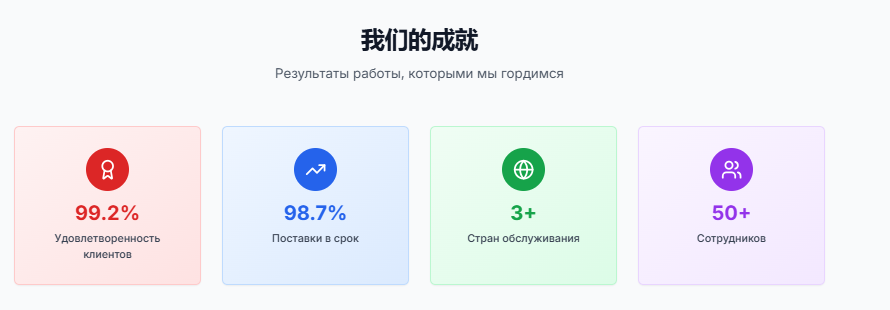 我们的成就
Результаты работы, которыми мы гордимся
99.2%
Удовлетворенность
клиентов
98.7%
Поставки в срок
3+
Стран обслуживания
50+
Сотрудников